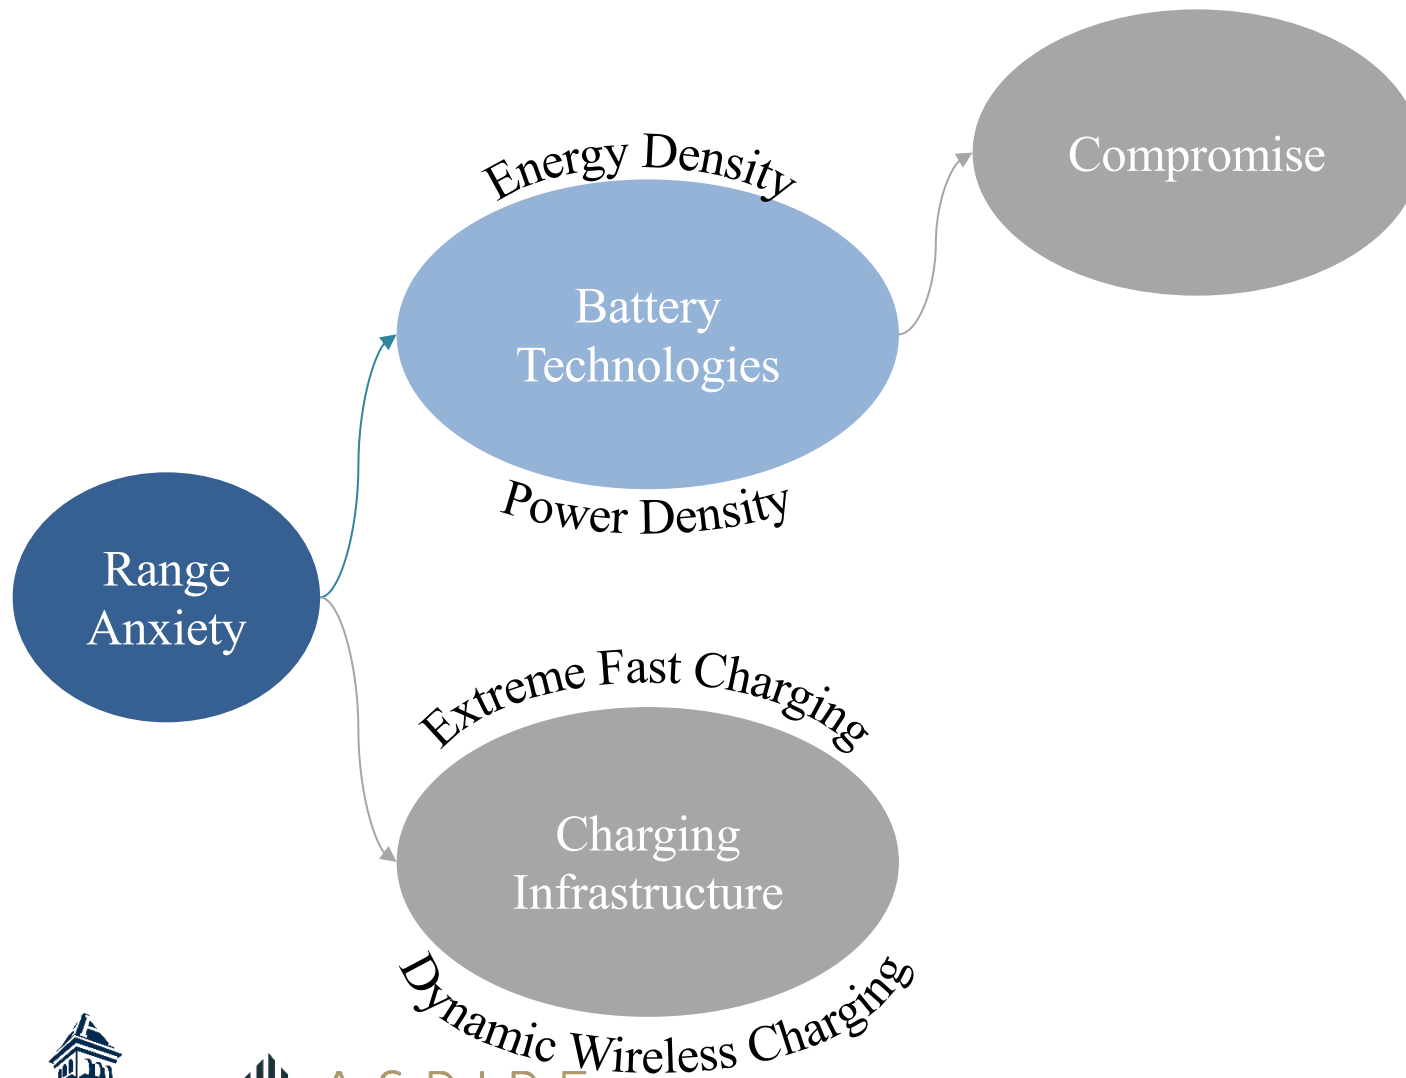 Compromise
Energy Density
Battery
Technologies
Power Density
Range
Anxiety
Extreme Fast Charging
Charging
Infrastructure
Dynamic Wireless Charging